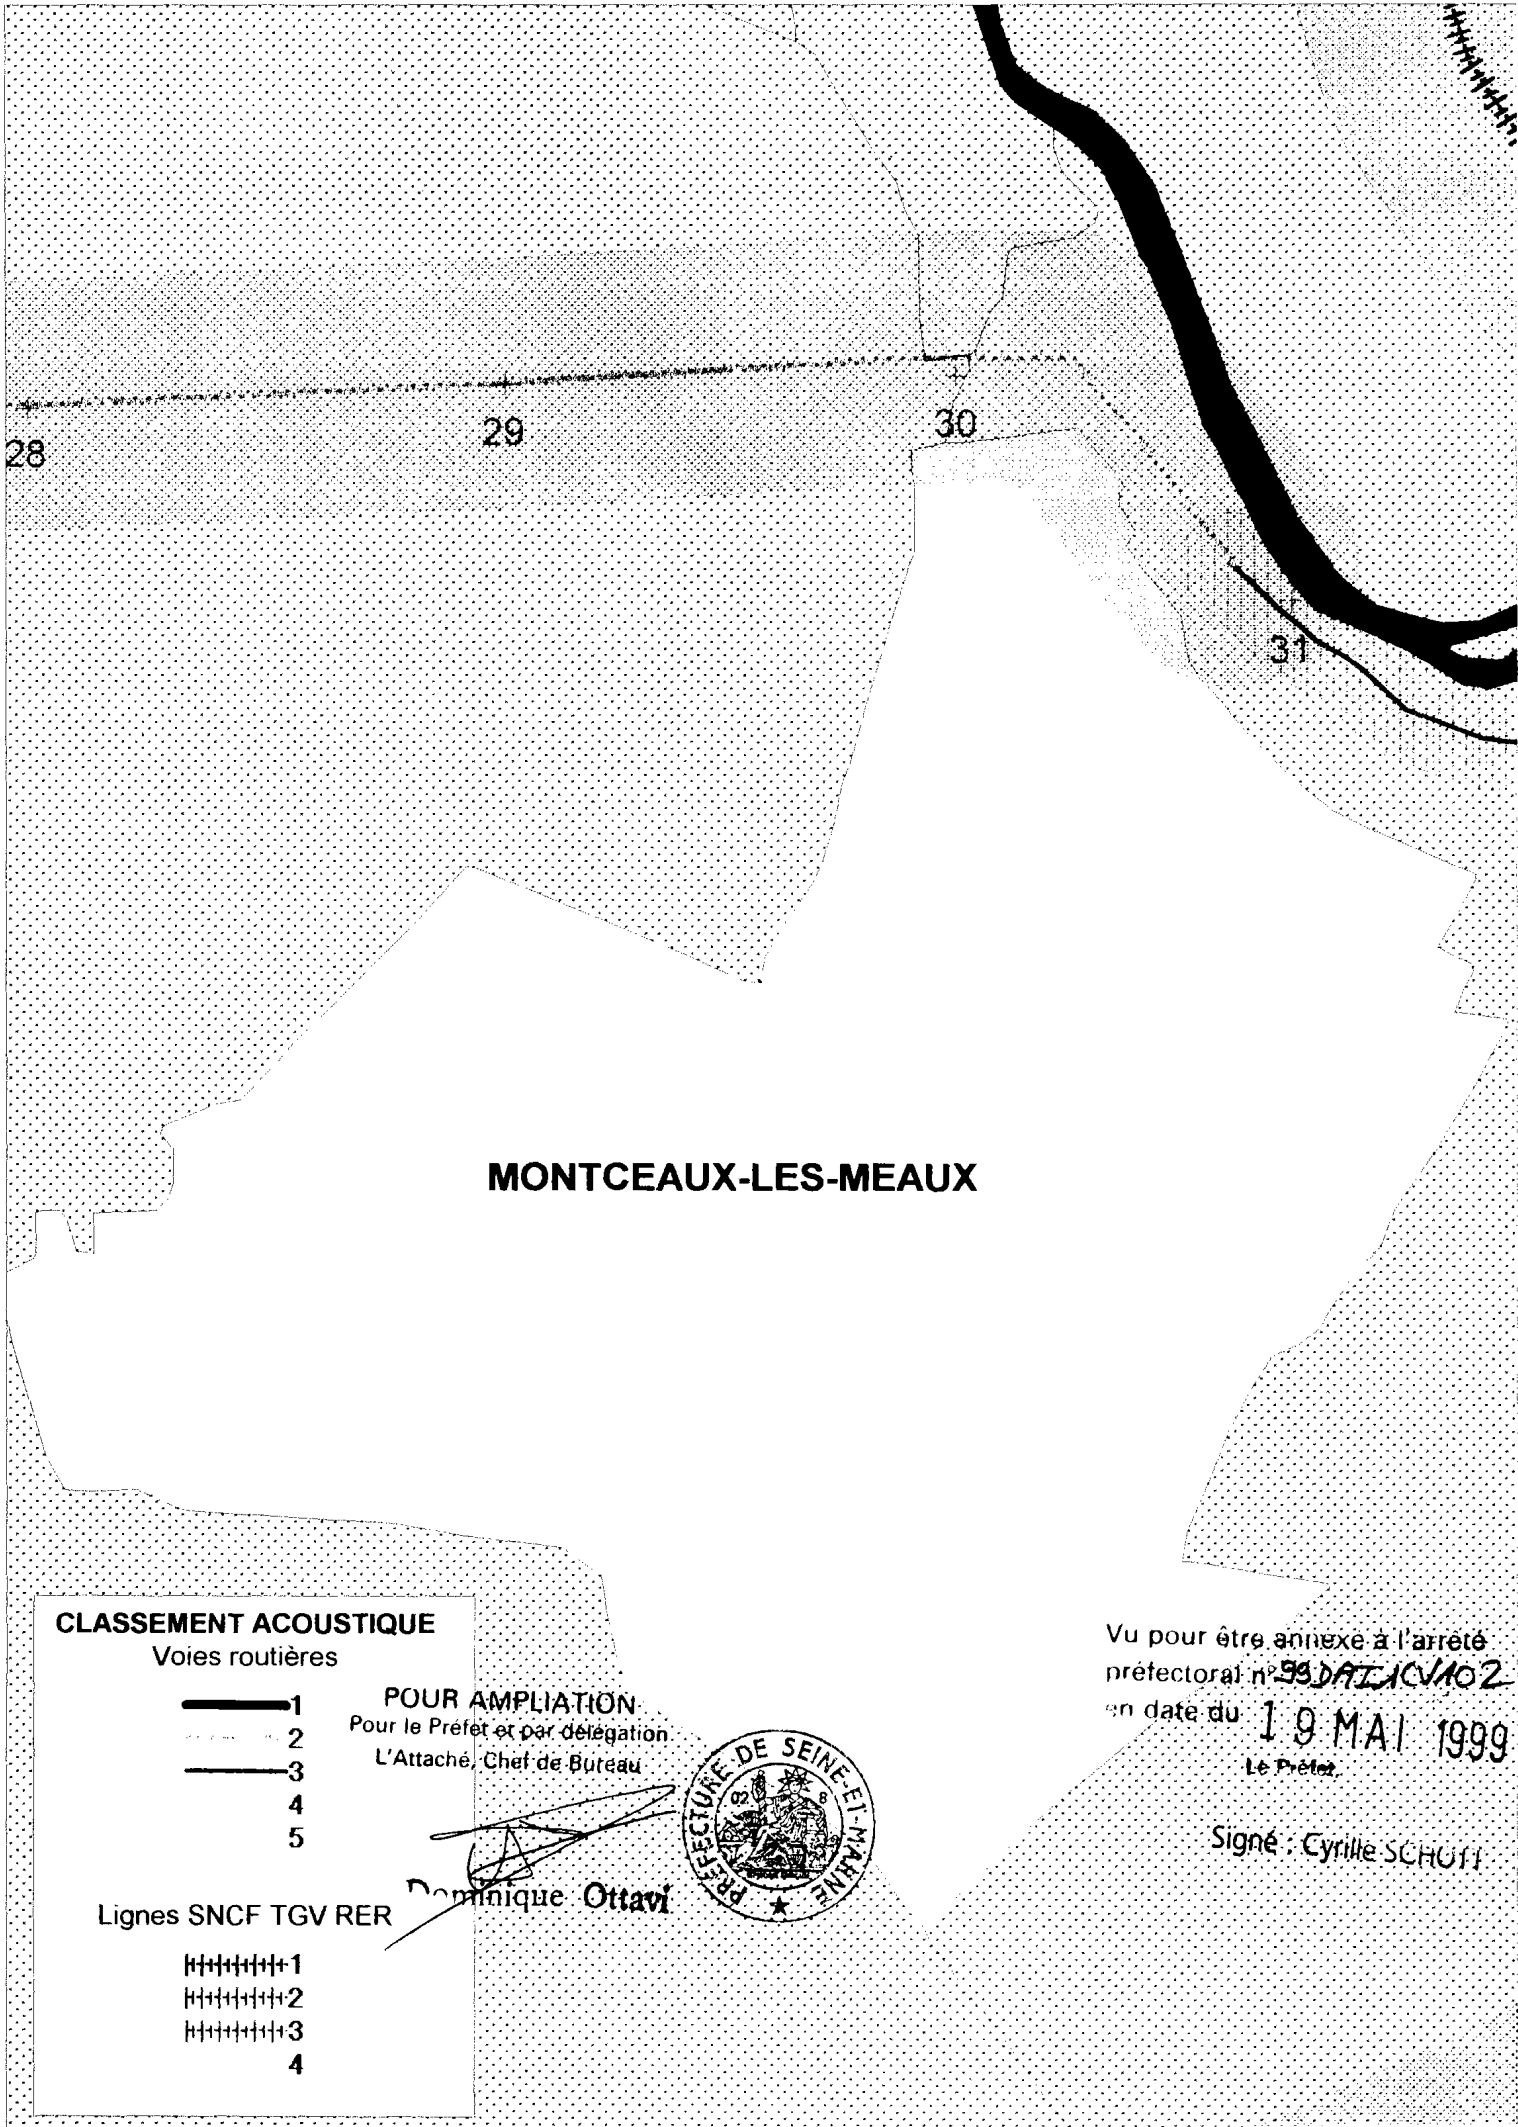 28
29
30
31
MONTCEAUX-LES-MEAUX
CLASSEMENT ACOUSTIQUE
Voies routières
1
2
3
4
5
Lignes SNCF TGV RER
1
2
3
4
POUR AMPLIATION
Pour le Préfet et par délégation
L'Attaché, Chef de Bureau
Dominique Ottavi
PREFECTURE DE SEINE-ET-MARNE
Vu pour être annexé à l'arrêté
préfectoral n° 99DAI1CV102
en date du 19 MAI 1999
Le Préfet,
Signé : Cyrille SCHOTT